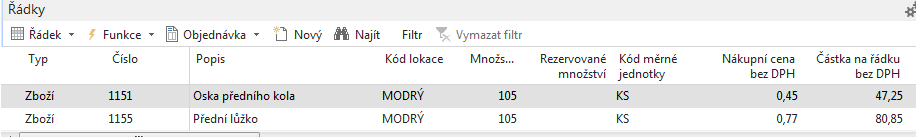 Řádky
Řádek Funkce Objednávka Nový Najít Filtr Vymazat filtr
Typ Číslo Popis Kód lokace Množs... Rezervované množství Kód měrné jednotky Nákupní cena bez DPH Částka na řádku bez DPH
Zboží 1151 Oska předního kola MODRÝ 105 KS 0,45 47,25
Zboží 1155 Přední lůžko MODRÝ 105 KS 0,77 80,85